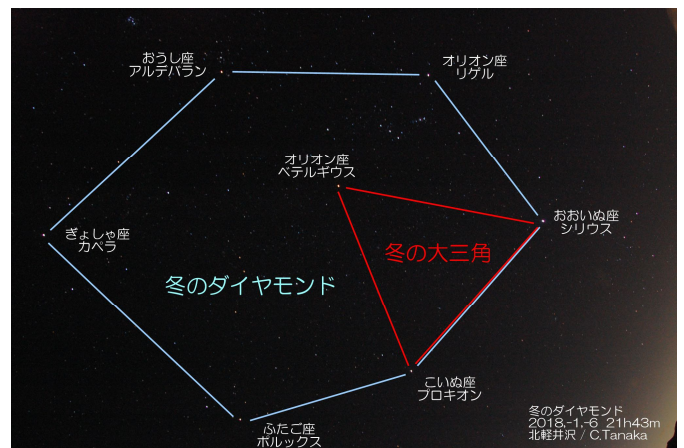 おうし座
アルデバラン
オリオン座
リゲル
オリオン座
ベテルギウス
おおいぬ座
シリウス
ぎょしゃ座
カペラ
冬の大三角
冬のダイヤモンド
こいぬ座
プロキオン
ふたご座
ポルックス
冬のダイヤモンド
2018.-1.-6 21h43m
北軽井沢 / C.Tanaka